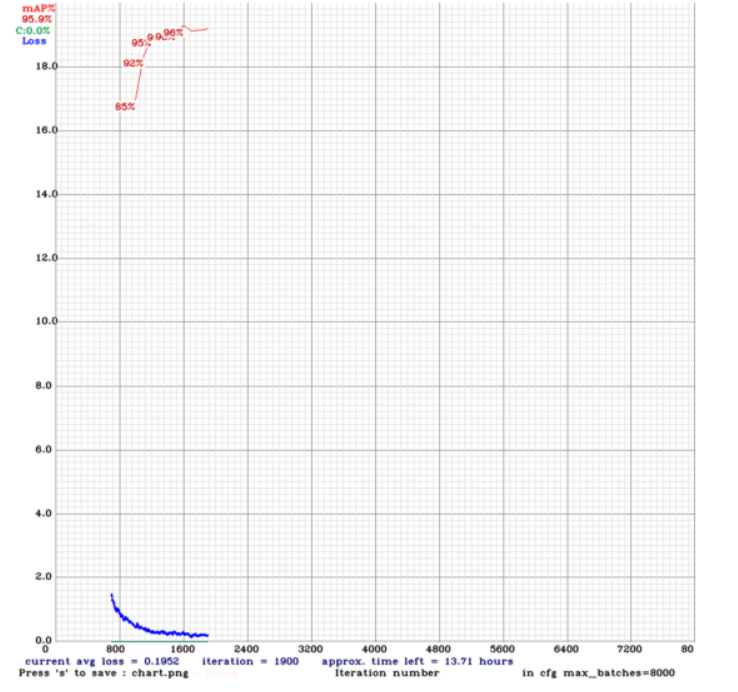 mAP%
95.9%
C:0.0%
Loss
96%
95%
92%
85%
18.0
16.0
14.0
12.0
10.0
8.0
6.0
4.0
2.0
0.0
0 800 1600 2400 3200 4000 4800 5600 6400 7200 80
current avg loss = 0.1952 iteration = 1900 approx. time left = 13.71 hours
Press 's' to save : chart.png Iteration number in cfg max_batches=8000